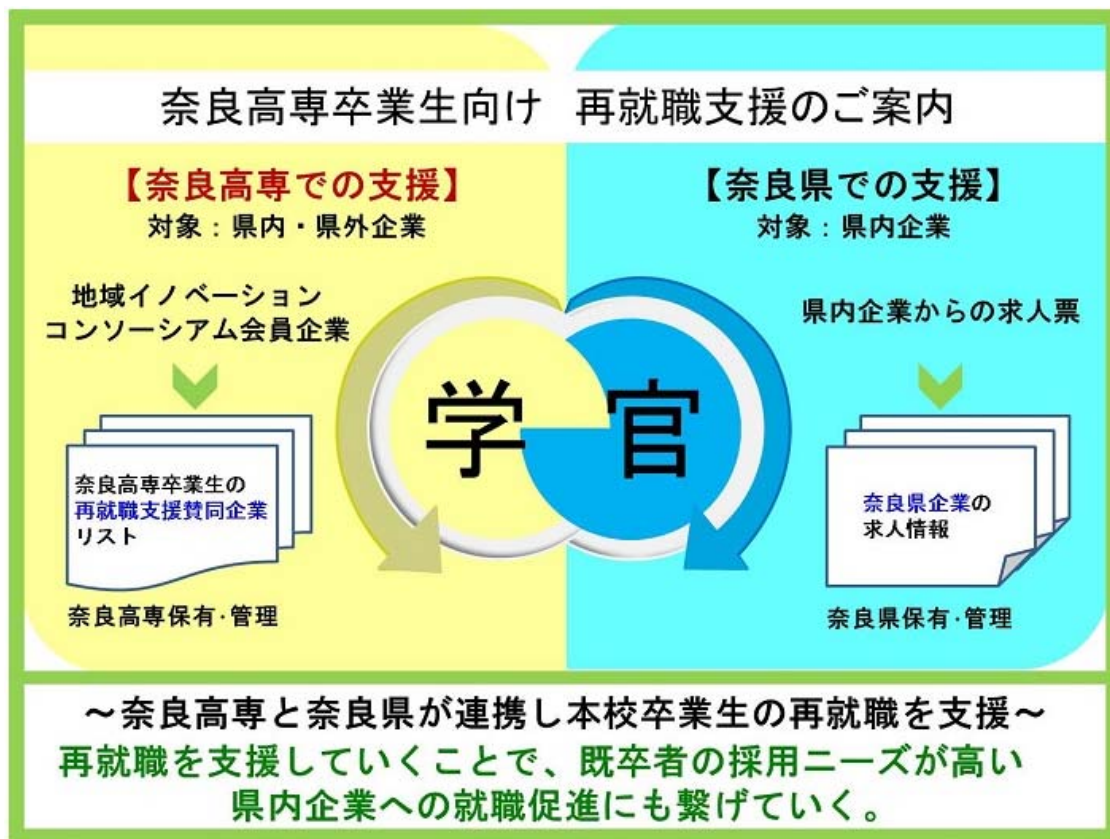 奈良高専卒業生向け 再就職支援のご案内
【奈良高専での支援】
対象：県内・県外企業
地域イノベーション
コンソーシアム会員企業
奈良高専卒業生の
再就職支援賛同企業
リスト
奈良高専保有・管理
学
官
【奈良県での支援】
対象：県内企業
県内企業からの求人票
奈良県企業の
求人情報
奈良県保有・管理
～奈良高専と奈良県が連携し本校卒業生の再就職を支援～
再就職を支援していくことで、既卒者の採用ニーズが高い
県内企業への就職促進にも繋げていく。